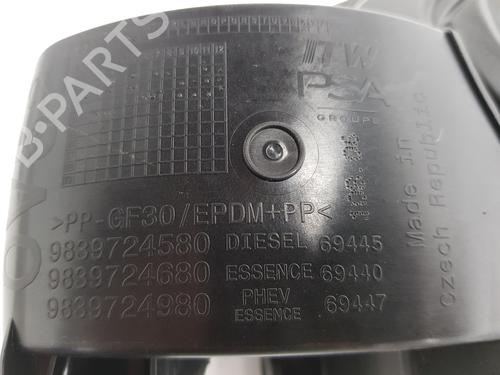 ITW
PSA
GROUPE
Made in
Czech Republic
>PP-GF30/EPDM+PP<
9839724580 DIESEL 69445
9839724680 ESSENCE 69440
9839724980 PHEV ESSENCE 69447